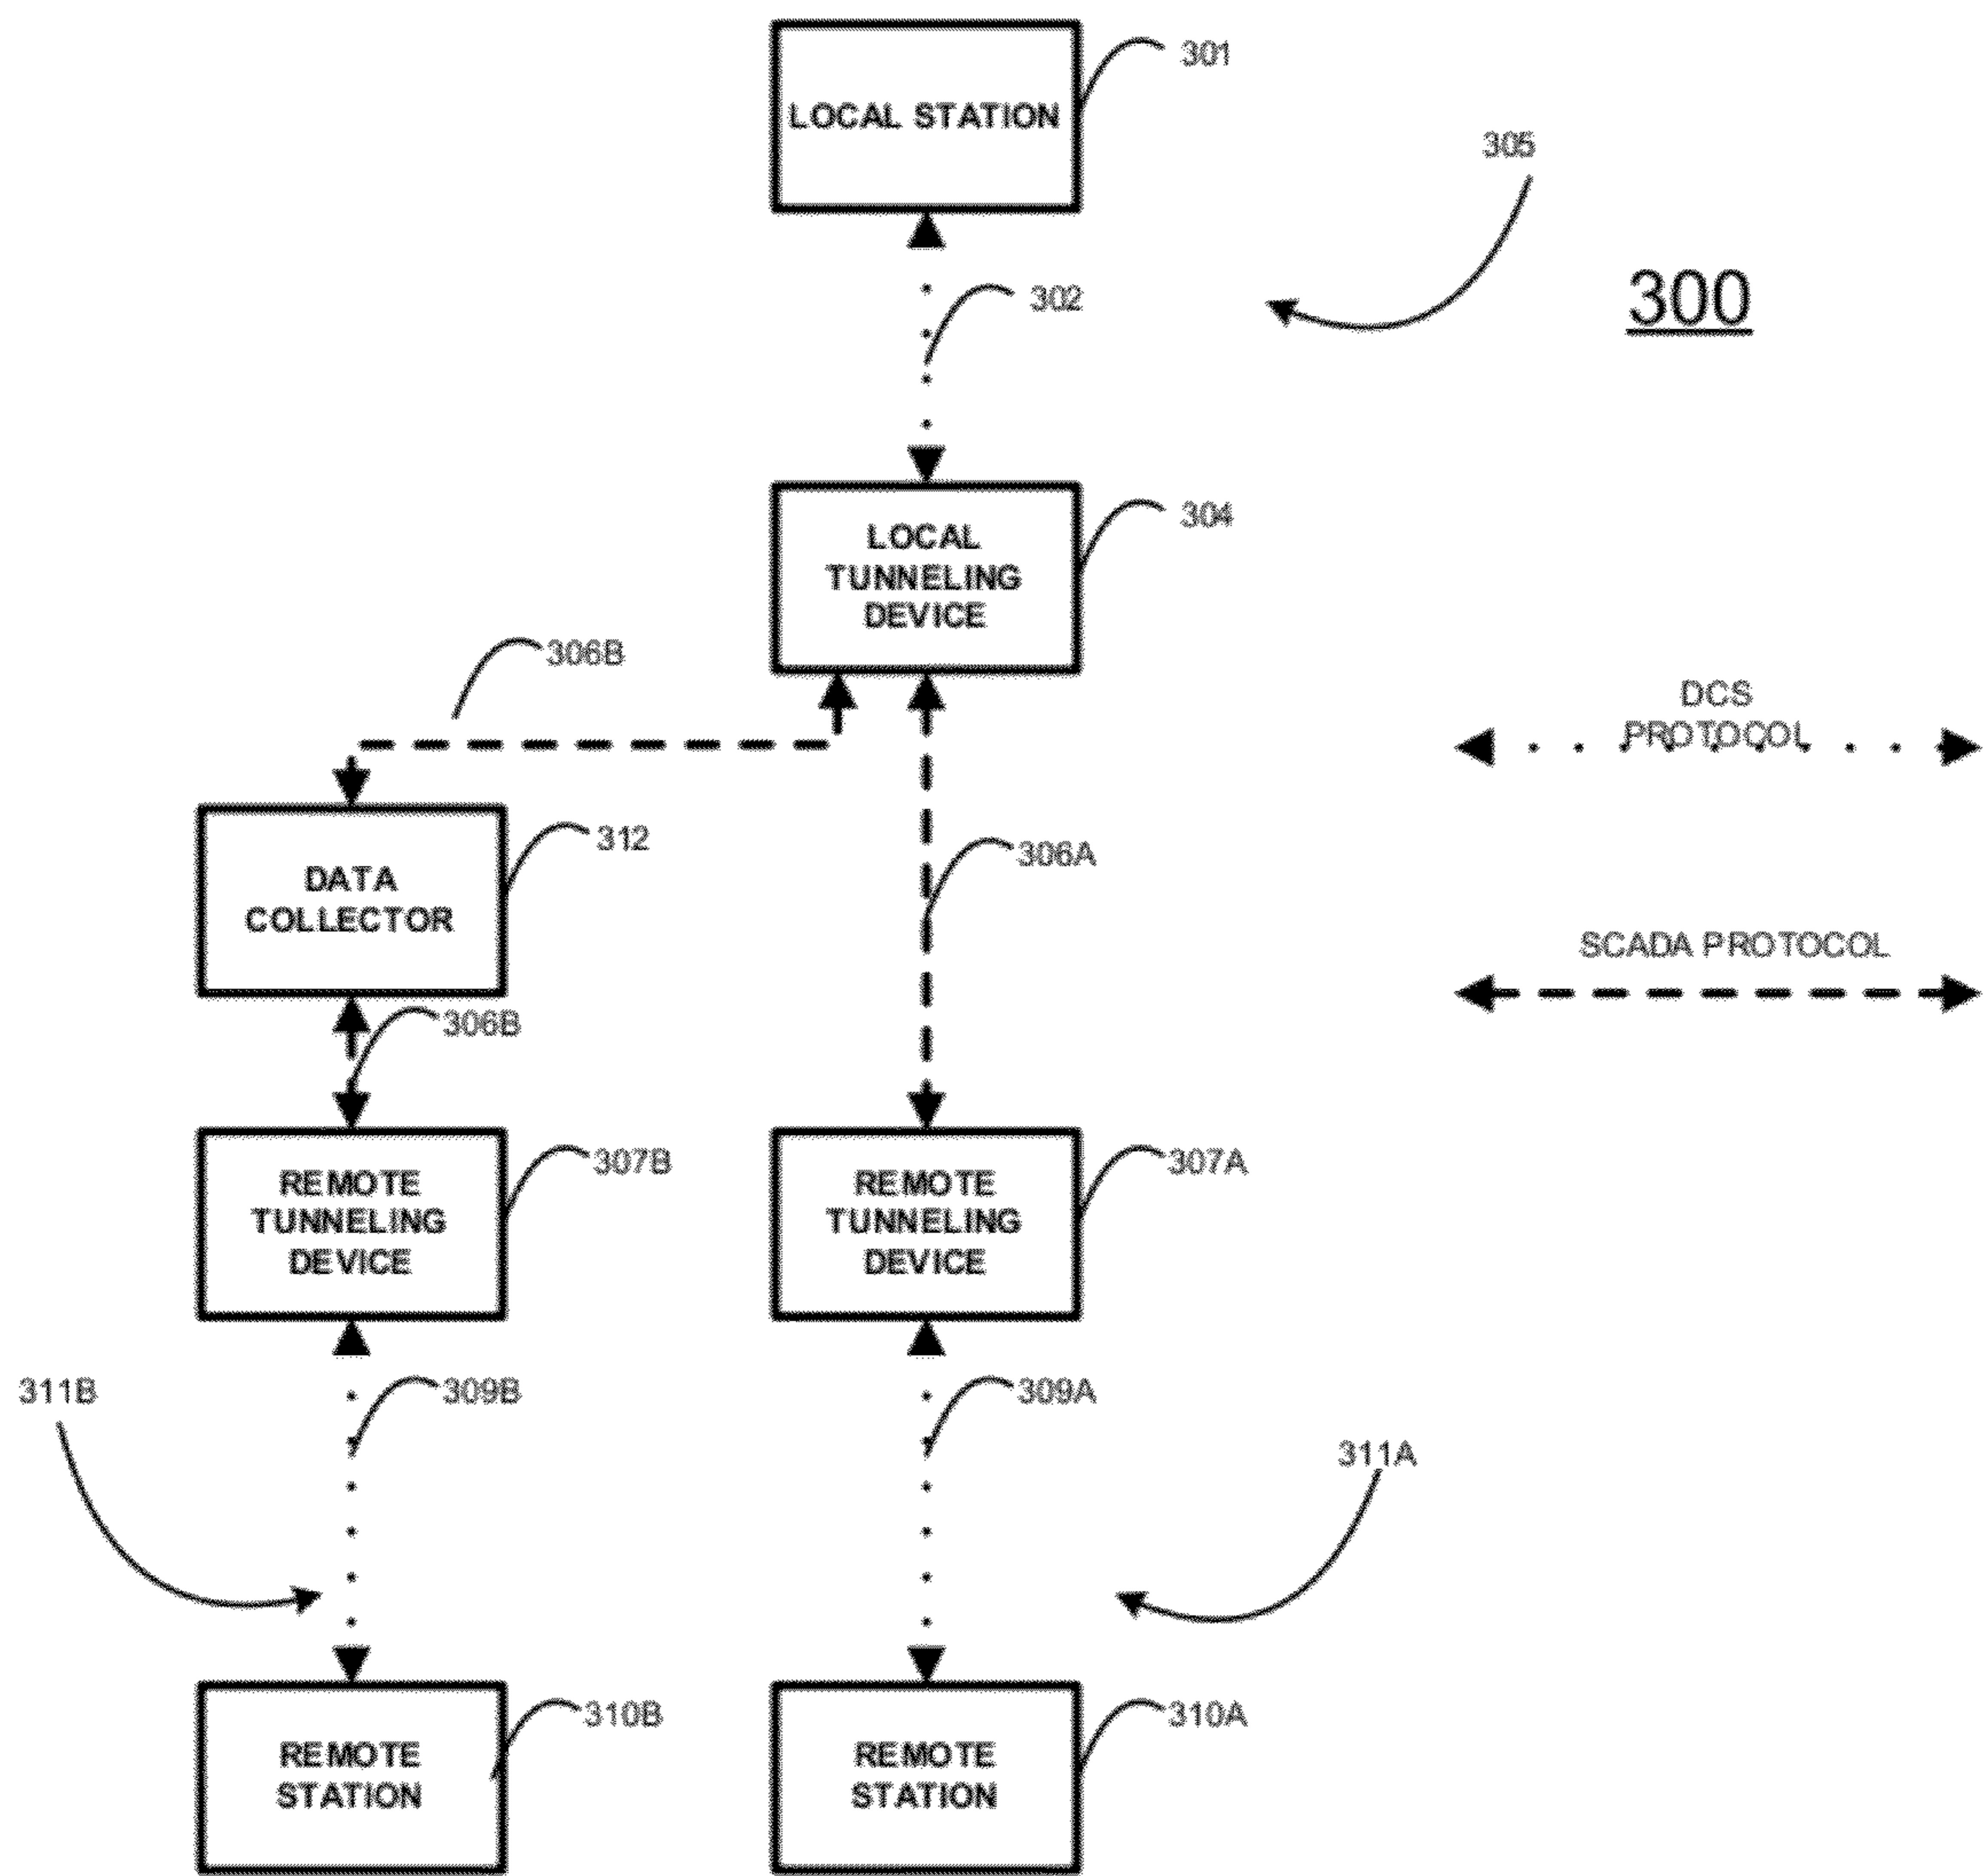 301
LOCAL STATION
305
300
302
304
LOCAL
TUNNELING
DEVICE
306B
DCS
PROTOCOL
312
306A
DATA
COLLECTOR
SCADA PROTOCOL
306B
307B
307A
REMOTE
TUNNELING
DEVICE
REMOTE
TUNNELING
DEVICE
311B
309B
309A
311A
310B
310A
REMOTE
STATION
REMOTE
STATION